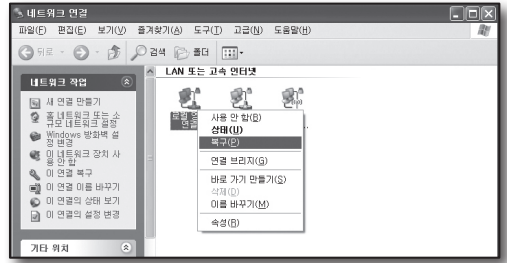 네트워크 연결
파일(F) 편집(E) 보기(V) 즐겨찾기(A) 도구(T) 고급(N) 도움말(H)
뒤로 검색 폴더
네트워크 작업
새 연결 만들기
홈 네트워크 또는 소
규모 네트워크 설정
Windows 방화벽 설
정 변경
이 네트워크 장치 사
용 안 함
이 연결 복구
이 연결 이름 바꾸기
이 연결의 상태 보기
이 연결의 설정 변경
기타 위치
LAN 또는 고속 인터넷
연결
사용 안 함(B)
상태(U)
복구(P)
연결 브리지(G)
바로 가기 만들기(S)
삭제(D)
이름 바꾸기(M)
속성(R)